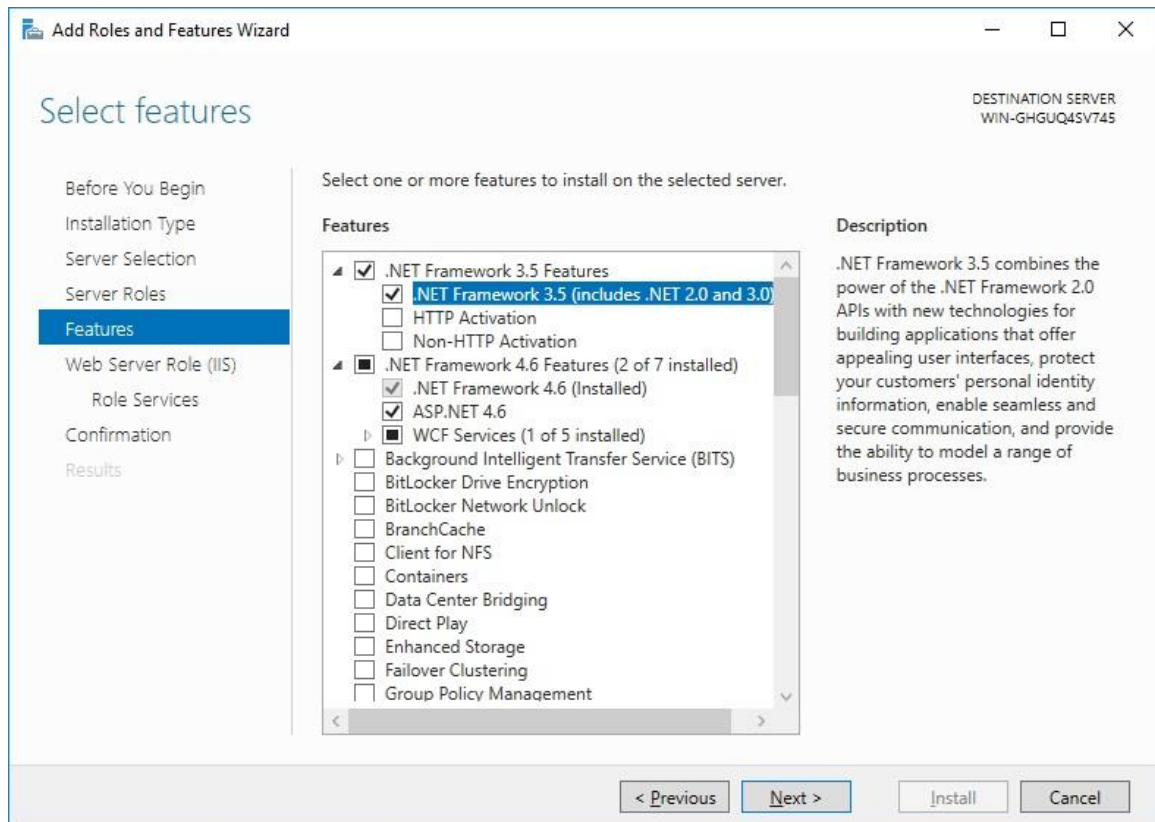 Add Roles and Features Wizard
Select features
DESTINATION SERVER
WIN-GHGUQ4SV745
Before You Begin
Installation Type
Server Selection
Server Roles
Features
Web Server Role (IIS)
Role Services
Confirmation
Results
Select one or more features to install on the selected server.
Features
.NET Framework 3.5 Features
.NET Framework 3.5 (includes .NET 2.0 and 3.0)
HTTP Activation
Non-HTTP Activation
.NET Framework 4.6 Features (2 of 7 installed)
.NET Framework 4.6 (Installed)
ASP.NET 4.6
WCF Services (1 of 5 installed)
Background Intelligent Transfer Service (BITS)
BitLocker Drive Encryption
BitLocker Network Unlock
BranchCache
Client for NFS
Containers
Data Center Bridging
Direct Play
Enhanced Storage
Failover Clustering
Group Policy Management
Description
.NET Framework 3.5 combines the
power of the .NET Framework 2.0
APIs with new technologies for
building applications that offer
appealing user interfaces, protect
your customers' personal identity
information, enable seamless and
secure communication, and provide
the ability to model a range of
business processes.
< Previous
Next >
Install
Cancel